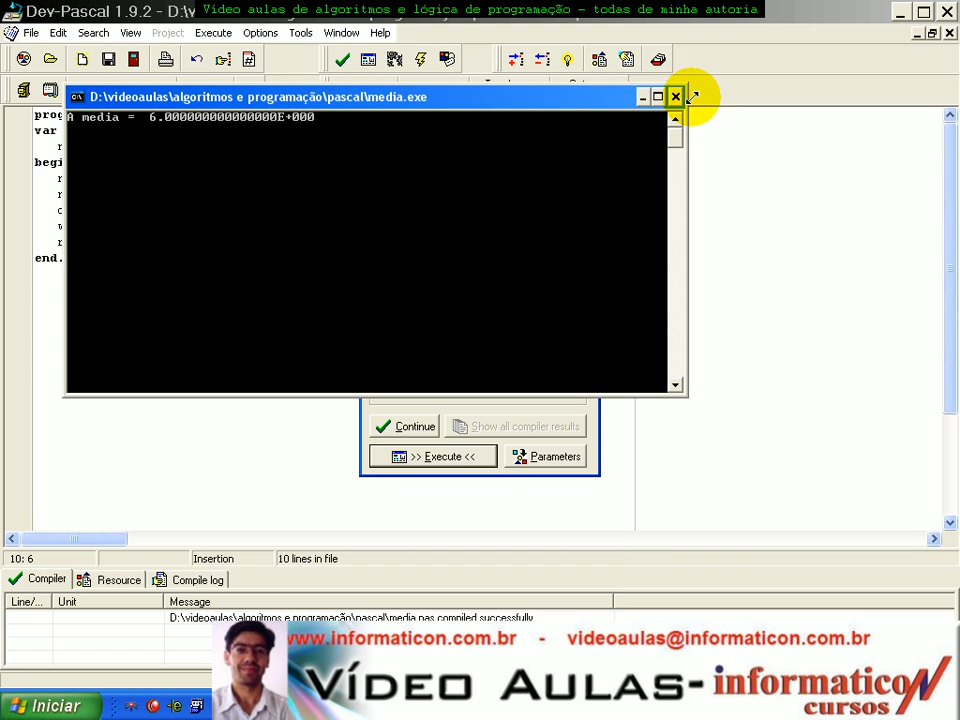 Dev-Pascal 1.9.2 - D:\v
Vídeo aulas de algoritmos e lógica de programação - todas de minha autoria
File Edit Search View Project Execute Options Tools Window Help
D:\videoaulas\algoritmos e programação\pascal\media.exe
prog
A media = 6.000000000000000E+000
var
begi
end.
Continue
Show all compiler results
>> Execute <<
Parameters
10: 6
Insertion
10 lines in file
Compiler
Resource
Compile log
Line/...
Unit
Message
D:\videoaulas\algoritmos e programação\pascal\media.pas compiled successfully
www.informaticon.com.br - videoaulas@informaticon.com.br
Vídeo Aulas-informaticon
cursos
Iniciar